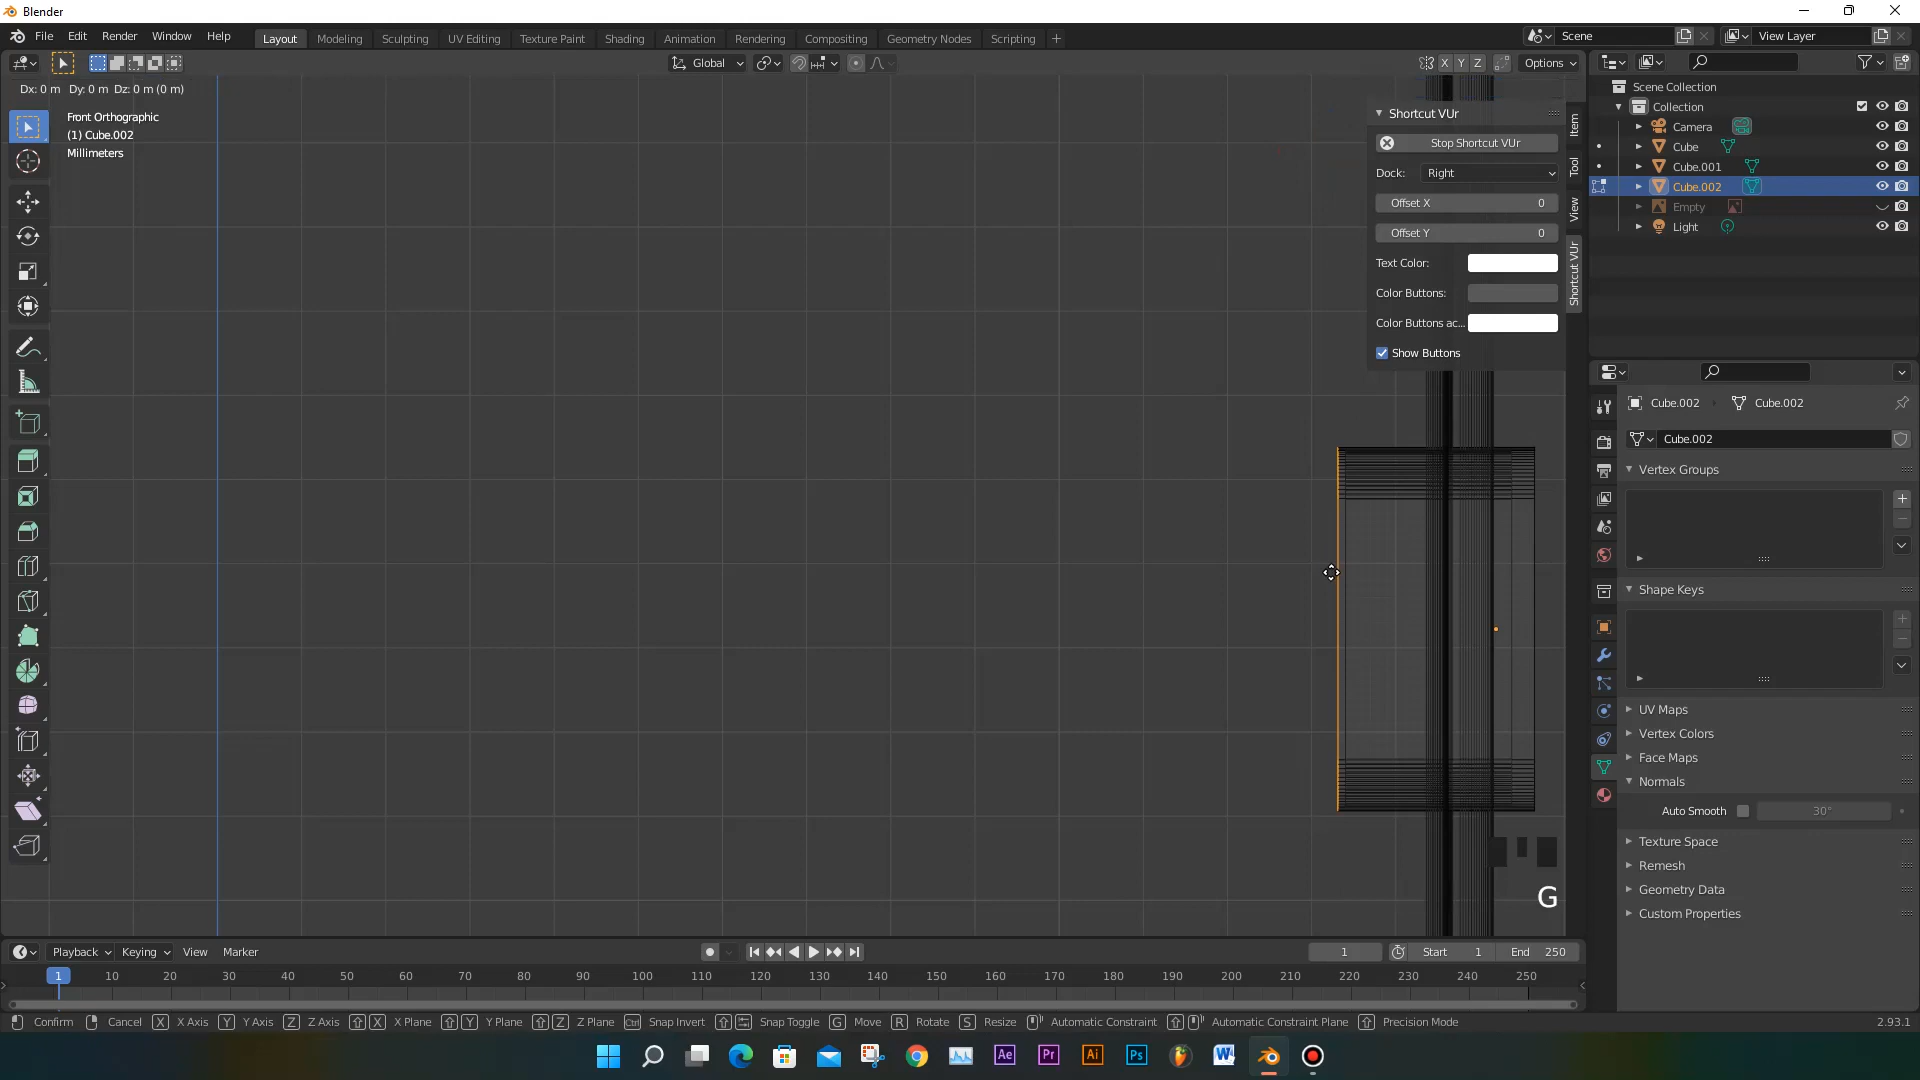 Blender
File Edit Render Window Help
Layout Modeling Sculpting UV Editing Texture Paint Shading Animation Rendering Compositing Geometry Nodes Scripting +
Scene
View Layer
Global
X Y Z Options
Dx: 0 m Dy: 0 m Dz: 0 m (0 m)
Front Orthographic
(1) Cube.002
Millimeters
Shortcut VUr
Stop Shortcut VUr
Dock: Right
Offset X 0
Offset Y 0
Text Color:
Color Buttons:
Color Buttons ac...
Show Buttons
Item
Tool
View
Shortcut VUr
Scene Collection
Collection
Camera
Cube
Cube.001
Cube.002
Empty
Light
Cube.002 Cube.002
Cube.002
Vertex Groups
Shape Keys
UV Maps
Vertex Colors
Face Maps
Normals
Auto Smooth 30°
Texture Space
Remesh
Geometry Data
Custom Properties
G
Playback Keying View Marker
1 Start 1 End 250
1 10 20 30 40 50 60 70 80 90 100 110 120 130 140 150 160 170 180 190 200 210 220 230 240 250
Confirm Cancel X X Axis Y Y Axis Z Z Axis X X Plane Y Y Plane Z Z Plane Ctrl Snap Invert Snap Toggle G Move R Rotate S Resize Automatic Constraint Automatic Constraint Plane Precision Mode 2.93.1
Ae Pr Ai Ps W